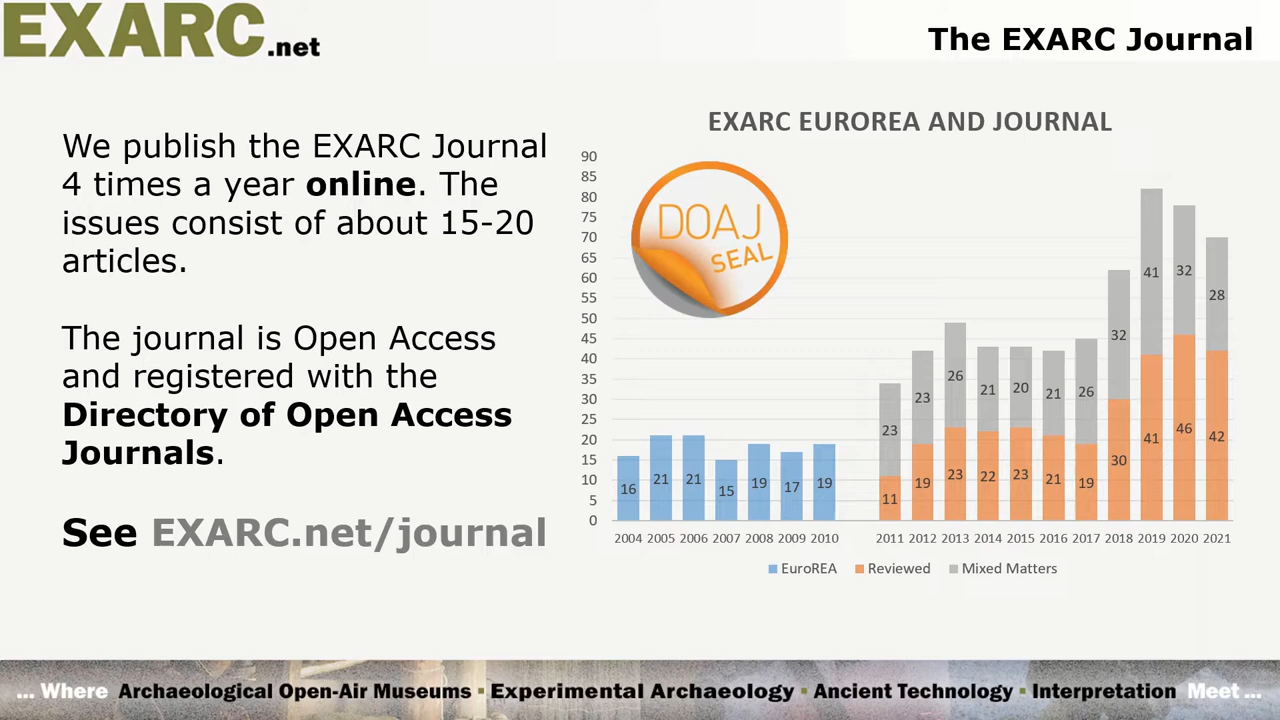 EXARC.net
The EXARC Journal
We publish the EXARC Journal
4 times a year online. The
issues consist of about 15-20
articles.
The journal is Open Access
and registered with the
Directory of Open Access
Journals.
See EXARC.net/journal
EXARC EUROREA AND JOURNAL
90
85
80
75
70
65
60
55
50
45
40
35
30
25
20
15
10
5
0
DOAJ
SEAL
16 21 21 15 19 17 19
23 23 26 21 20 21 26 32 41 32 28
11 19 23 22 23 21 19 30 41 46 42
2004 2005 2006 2007 2008 2009 2010 2011 2012 2013 2014 2015 2016 2017 2018 2019 2020 2021
EuroREA Reviewed Mixed Matters
... Where Archaeological Open-Air Museums ▪ Experimental Archaeology ▪ Ancient Technology ▪ Interpretation Meet ...